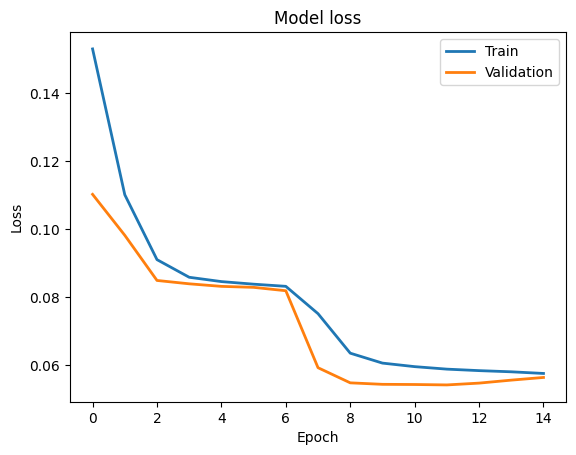 Model loss
Train
Validation
0.14
0.12
0.10
0.08
0.06
Loss
0 2 4 6 8 10 12 14
Epoch